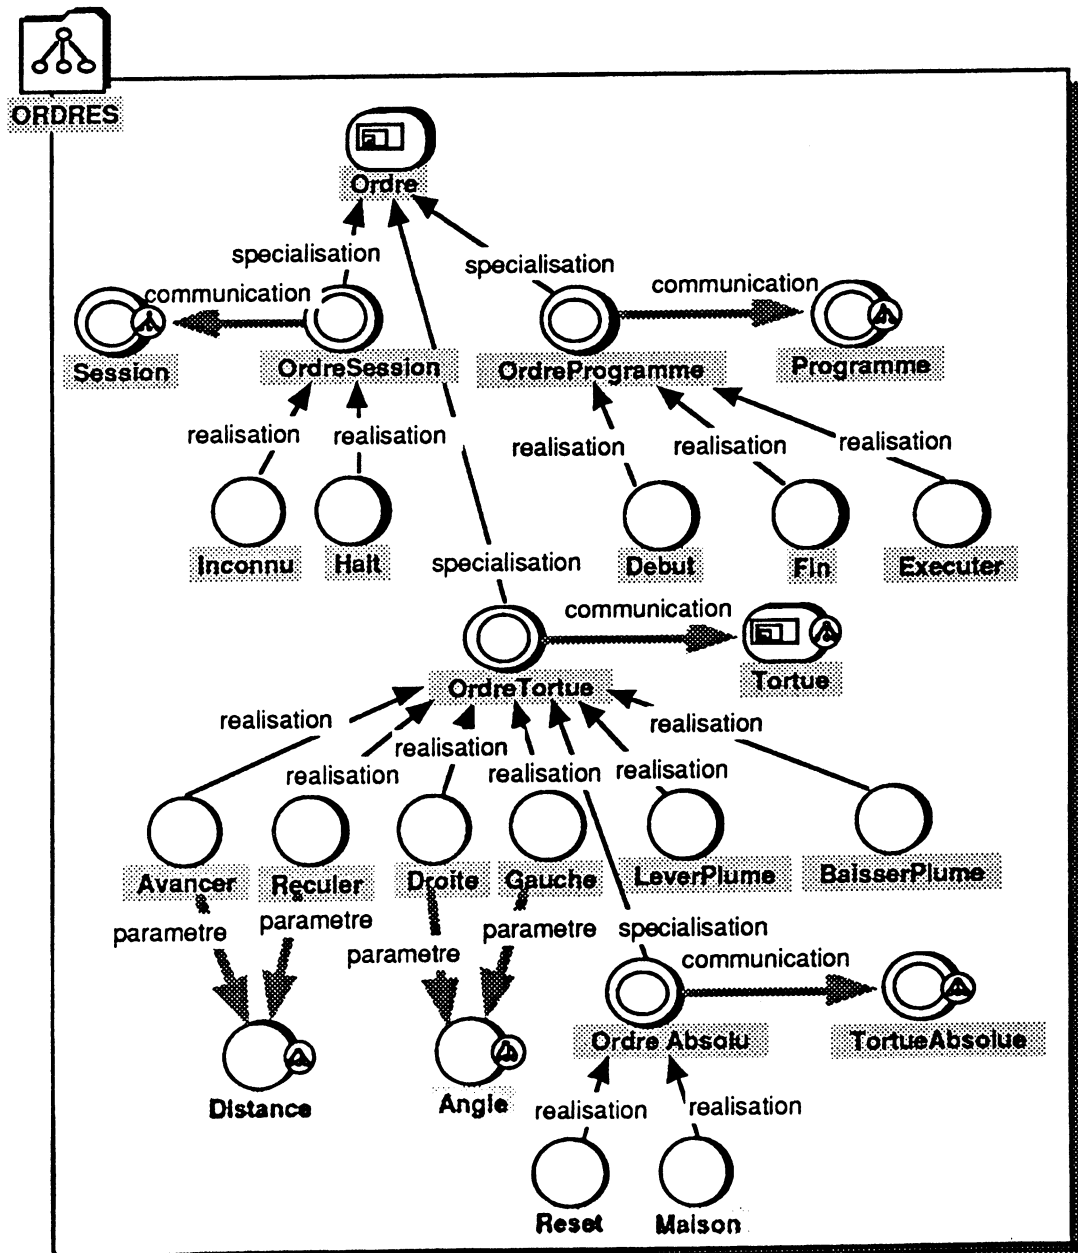 ORDRES
Ordre
specialisation
specialisation
communication
communication
Session
OrdreSession
OrdreProgramme
Programme
realisation
realisation
realisation
realisation
realisation
Inconnu
Halt
Debut
Fin
Executer
specialisation
communication
OrdreTortue
Tortue
realisation
realisation
realisation
realisation
realisation
realisation
Avancer
Reculer
Droite
Gauche
LeverPlume
BaisserPlume
parametre
parametre
parametre
parametre
specialisation
communication
Ordre Absolu
TortueAbsolue
Distance
Angle
realisation
realisation
Reset
Maison